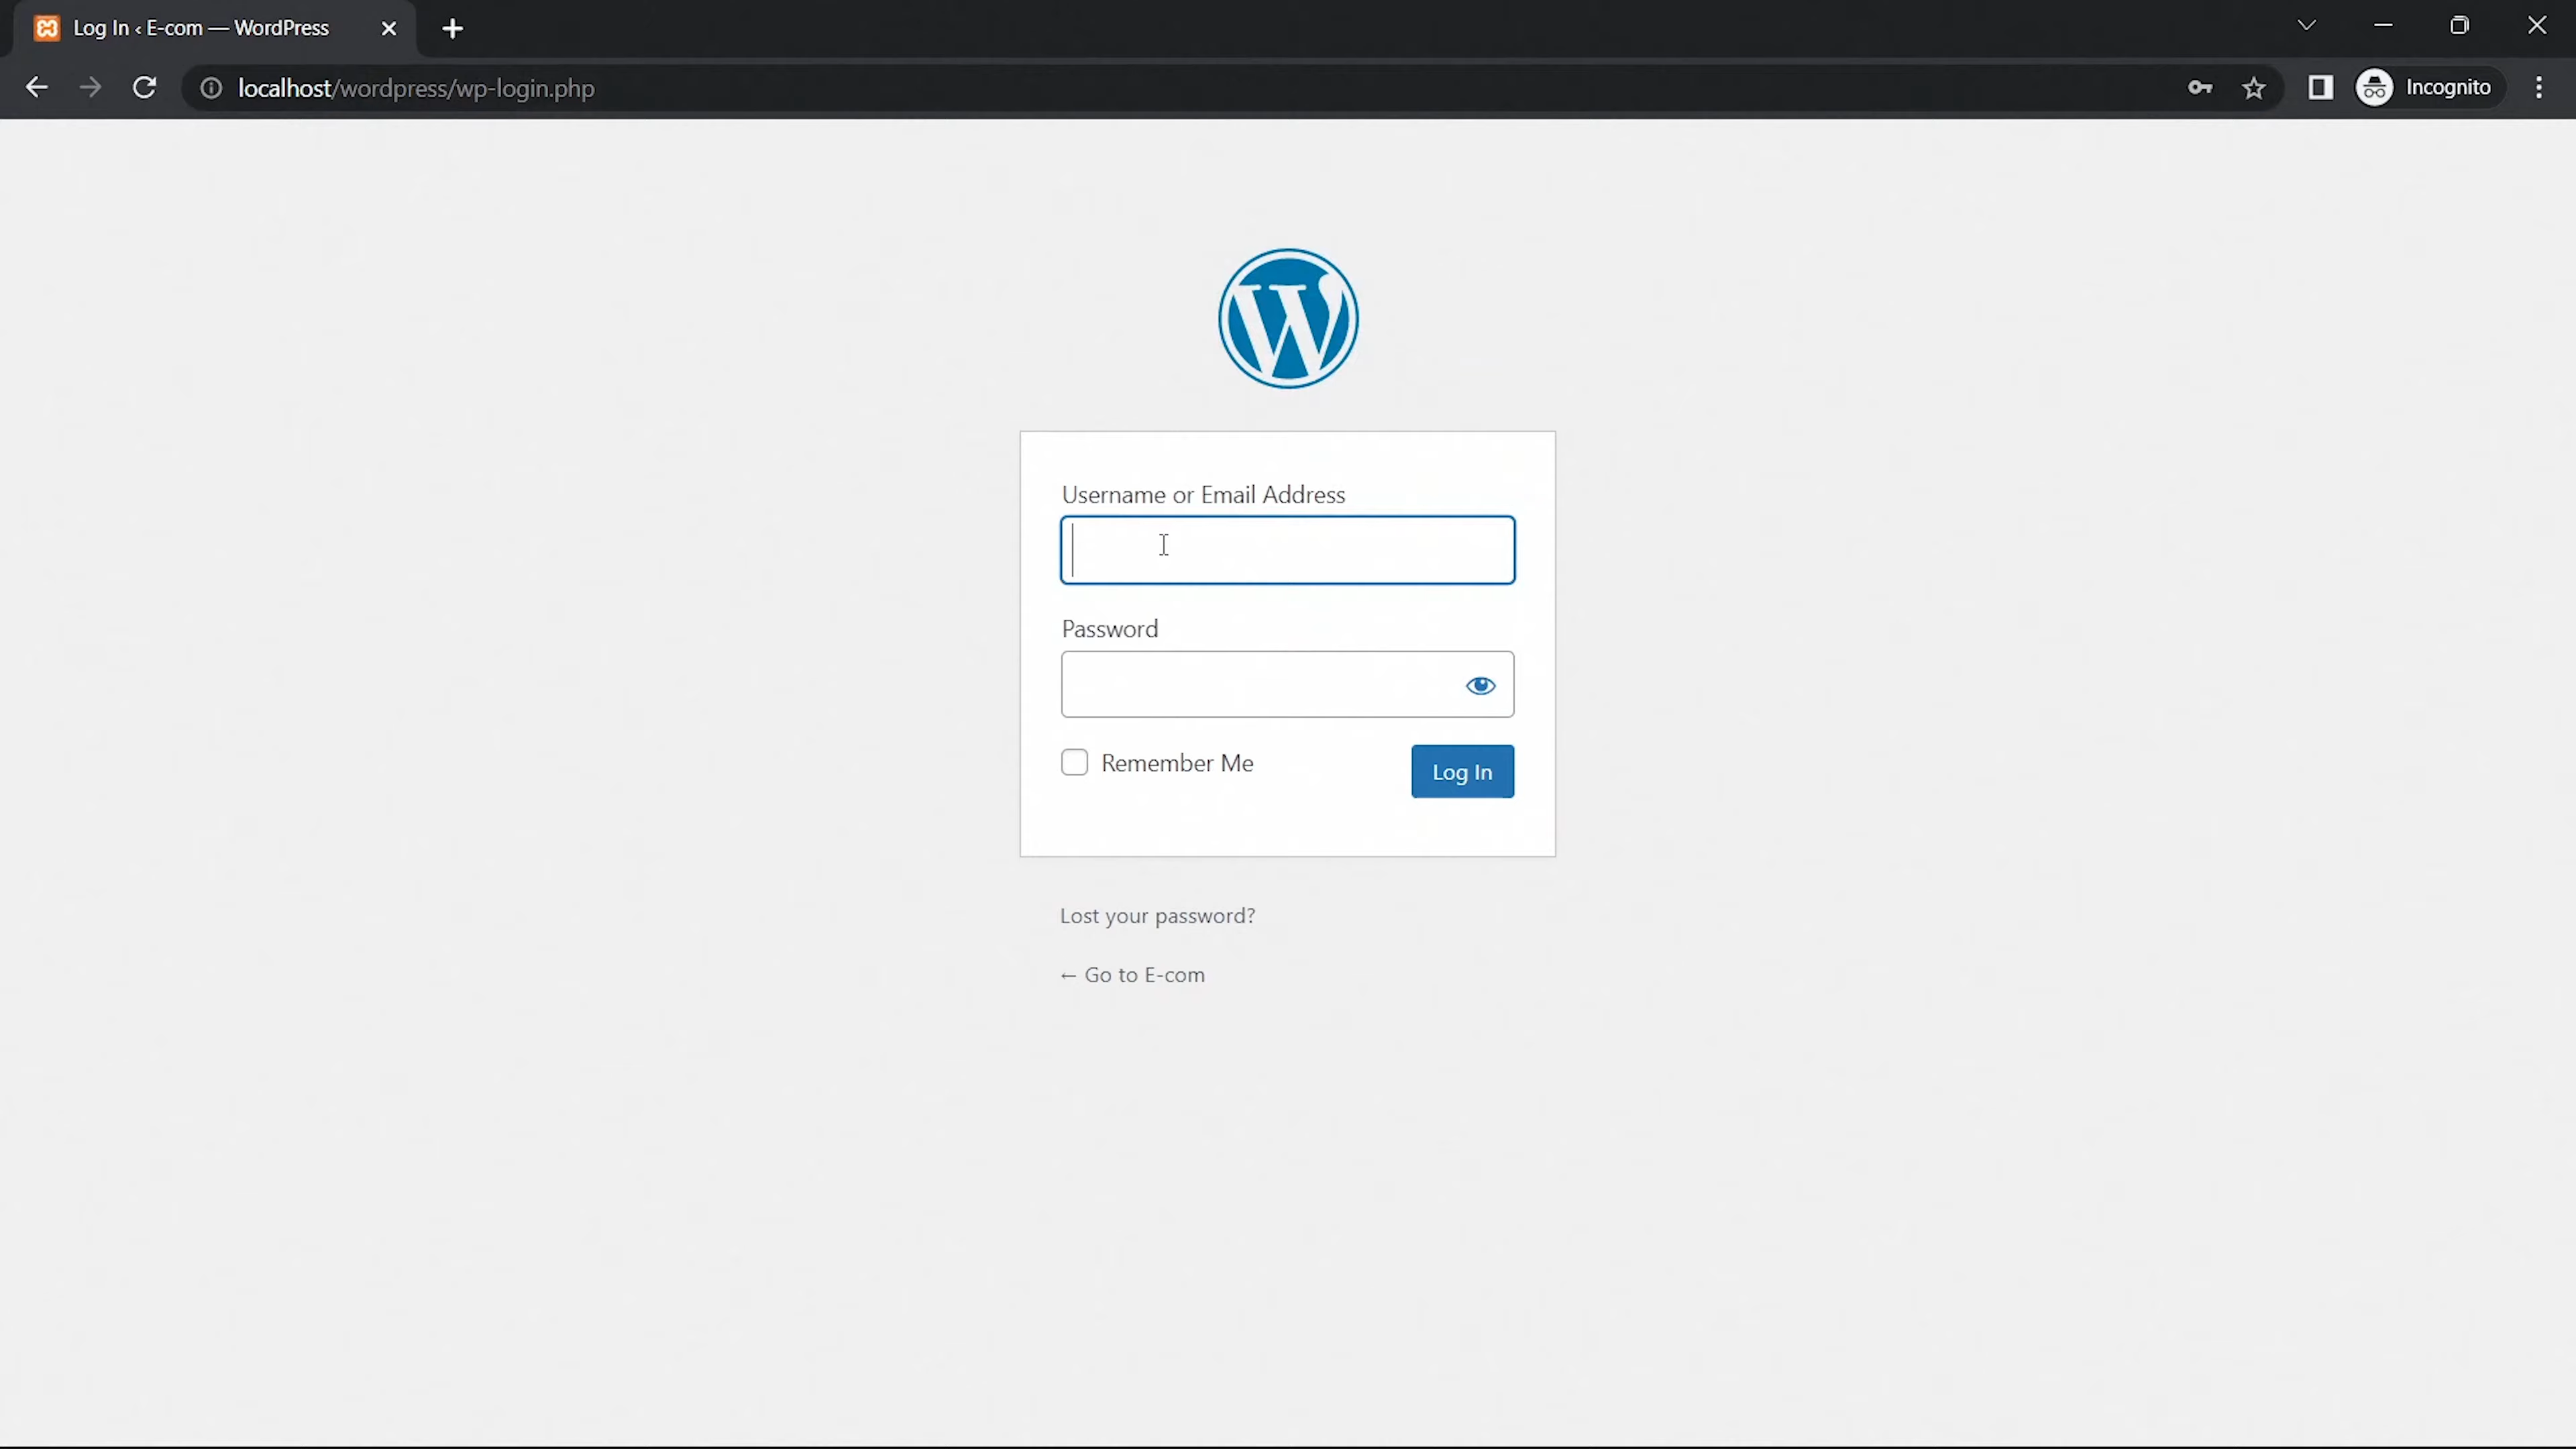 Log In ‹ E-com — WordPress
localhost/wordpress/wp-login.php
Incognito
Username or Email Address
Password
Remember Me
Log In
Lost your password?
← Go to E-com